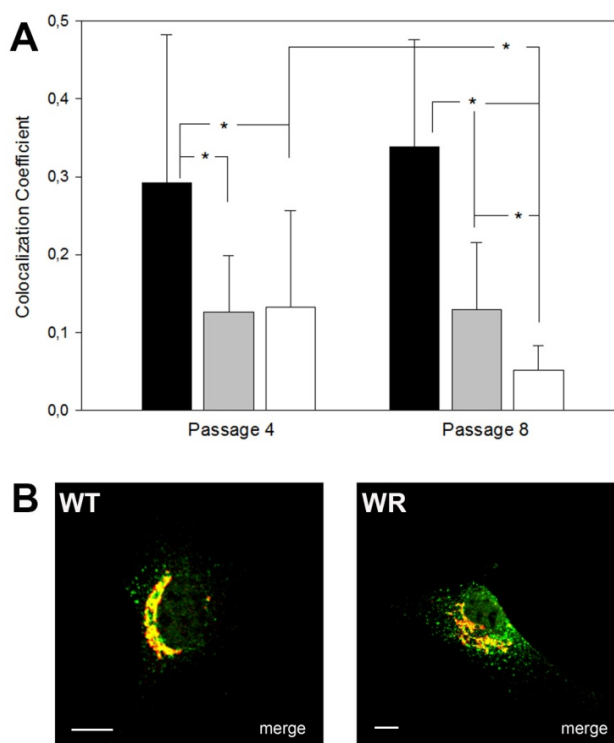 A
Colocalization Coefficient
0,5
0,4
0,3
0,2
0,1
0,0
*
*
*
*
*
Passage 4 Passage 8
B
WT WR
merge merge